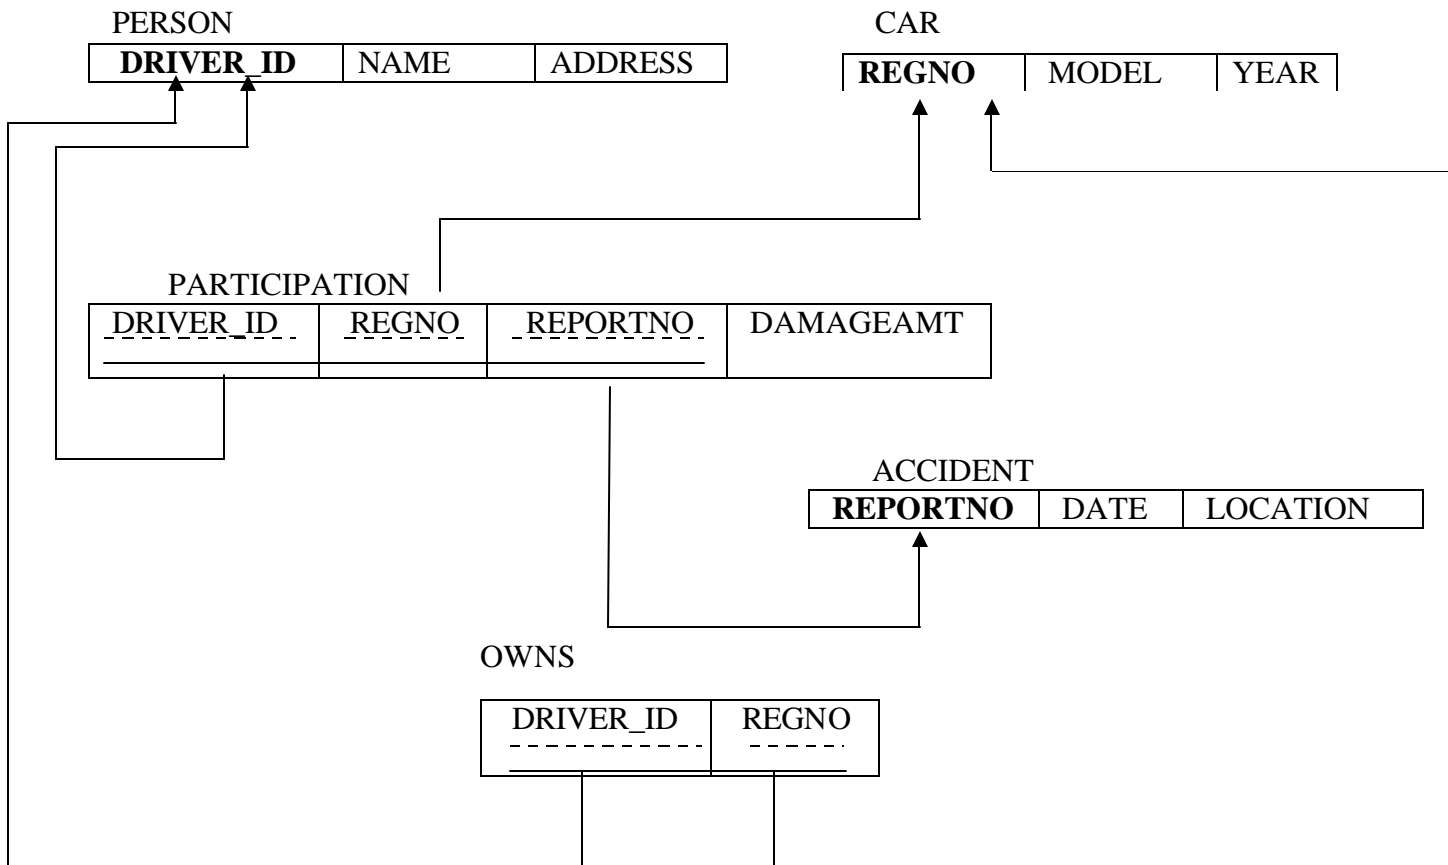 PERSON
DRIVER_ID NAME ADDRESS
CAR
REGNO MODEL YEAR
PARTICIPATION
DRIVER_ID REGNO REPORTNO DAMAGEAMT
ACCIDENT
REPORTNO DATE LOCATION
OWNS
DRIVER_ID REGNO